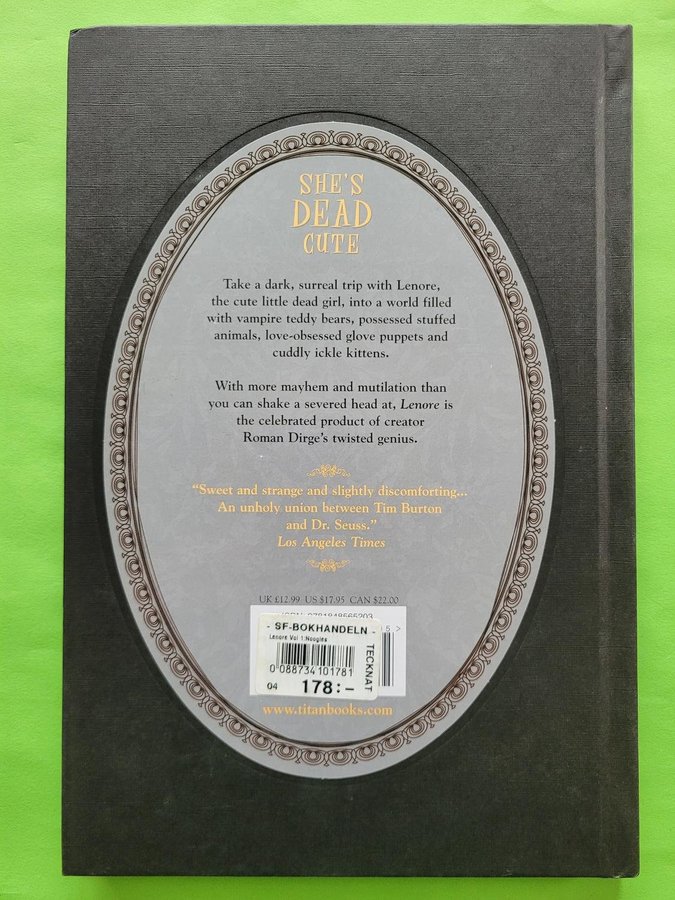 SHE'S
DEAD
CUTE
Take a dark, surreal trip with Lenore,
the cute little dead girl, into a world filled
with vampire teddy bears, possessed stuffed
animals, love-obsessed glove puppets and
cuddly ickle kittens.
With more mayhem and mutilation than
you can shake a severed head at, Lenore is
the celebrated product of creator
Roman Dirge's twisted genius.
“Sweet and strange and slightly discomforting...
An unholy union between Tim Burton
and Dr. Seuss.”
Los Angeles Times
UK £12.99 US $17.95 CAN $22.00
- SF-BOKHANDELN -
Lenore Vol 1:Noogies
TECKNAT
0 088734 101781
04 178:-
www.titanbooks.com